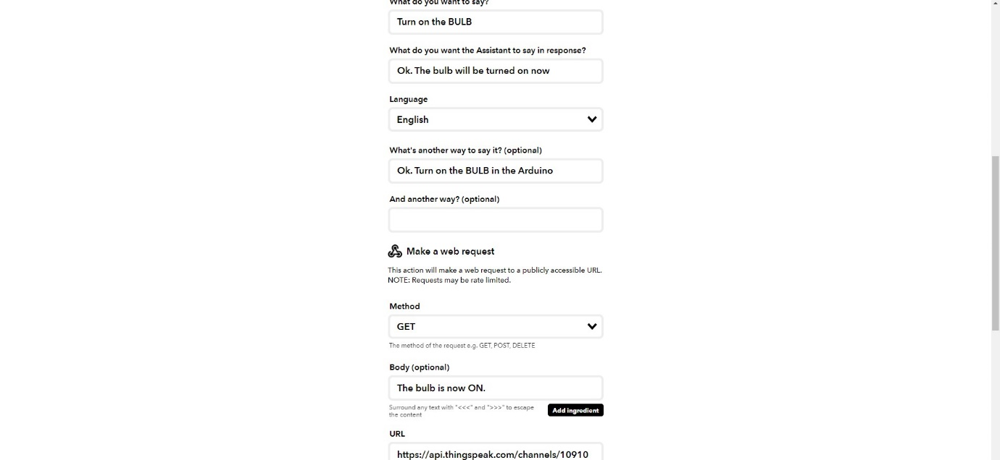 What do you want to say?
Turn on the BULB
What do you want the Assistant to say in response?
Ok. The bulb will be turned on now
Language
English
What's another way to say it? (optional)
Ok. Turn on the BULB in the Arduino
And another way? (optional)
Make a web request
This action will make a web request to a publicly accessible URL.
NOTE: Requests may be rate limited.
Method
GET
The method of the request e.g. GET, POST, DELETE
Body (optional)
The bulb is now ON.
Surround any text with "<<<" and ">>>" to escape
the content
Add ingredient
URL
https://api.thingspeak.com/channels/10910